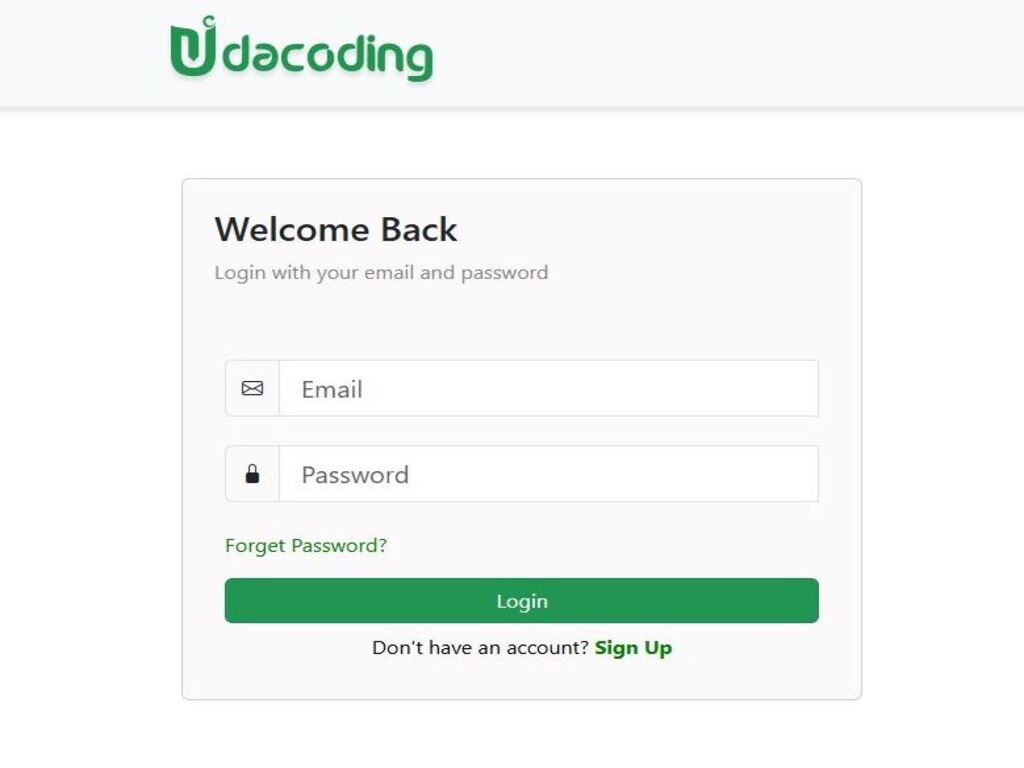 Udacoding
Welcome Back
Login with your email and password
Email
Password
Forget Password?
Login
Don't have an account? Sign Up